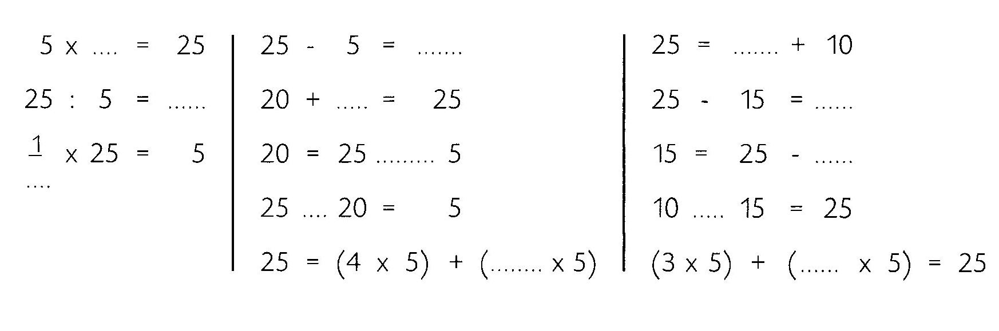 5 x .... = 25
25 : 5 = ......
1
x 25 = 5
....
25 - 5 = .......
20 + ..... = 25
20 = 25 ......... 5
25 .... 20 = 5
25 = (4 x 5) + (........ x 5)
25 = ....... + 10
25 - 15 = ......
15 = 25 - ......
10 ..... 15 = 25
(3 x 5) + (...... x 5) = 25